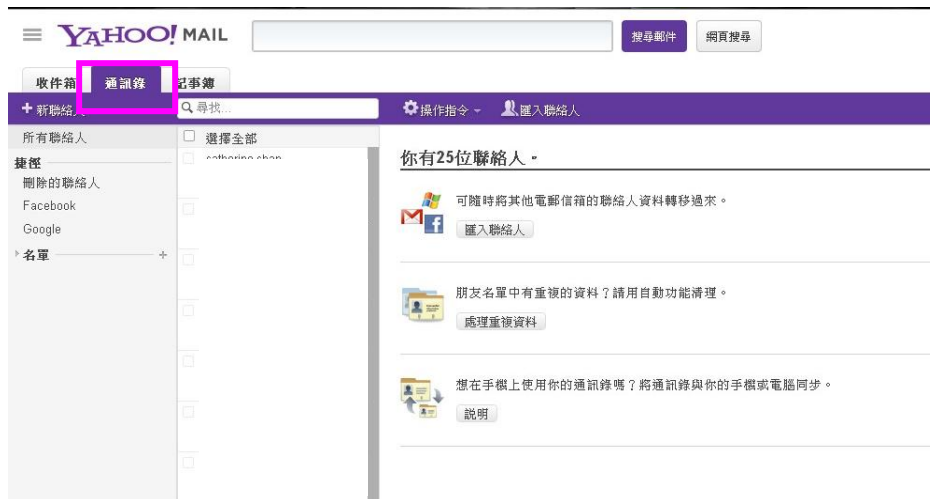 YAHOO! MAIL
搜尋郵件 網頁搜尋
收件箱 通訊錄 記事簿
+ 新聯絡人 尋找... 操作指令 匯入聯絡人
所有聯絡人
捷徑
刪除的聯絡人
Facebook
Google
名單 +
選擇全部
catherine chan
你有25位聯絡人。
可隨時將其他電郵信箱的聯絡人資料轉移過來。
匯入聯絡人
朋友名單中有重複的資料？請用自動功能清理。
處理重複資料
想在手機上使用你的通訊錄嗎？將通訊錄與你的手機或電腦同步。
説明